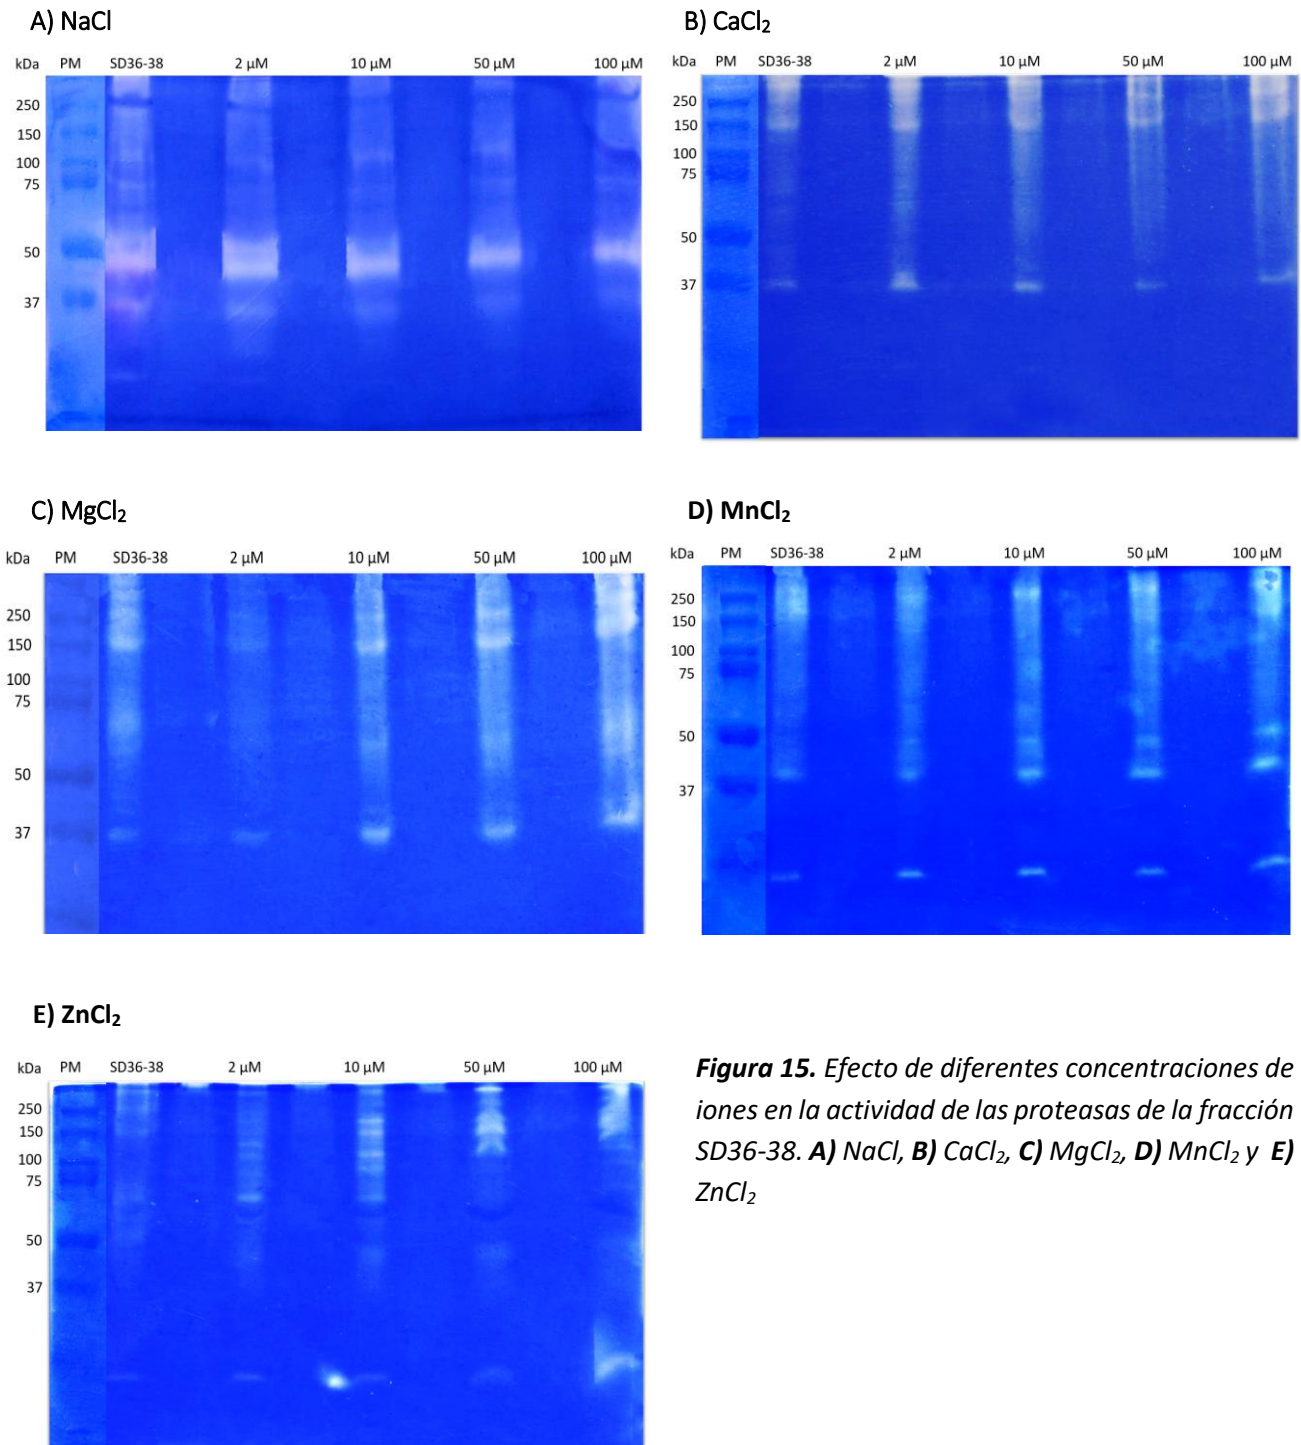 A) NaCl
kDa PM SD36-38 2 µM 10 µM 50 µM 100 µM
250
150
100
75
50
37
B) CaCl₂
kDa PM SD36-38 2 µM 10 µM 50 µM 100 µM
250
150
100
75
50
37
C) MgCl₂
kDa PM SD36-38 2 µM 10 µM 50 µM 100 µM
250
150
100
75
50
37
D) MnCl₂
kDa PM SD36-38 2 µM 10 µM 50 µM 100 µM
250
150
100
75
50
37
E) ZnCl₂
kDa PM SD36-38 2 µM 10 µM 50 µM 100 µM
250
150
100
75
50
37
Figura 15. Efecto de diferentes concentraciones de
iones en la actividad de las proteasas de la fracción
SD36-38. A) NaCl, B) CaCl₂, C) MgCl₂, D) MnCl₂ y E)
ZnCl₂